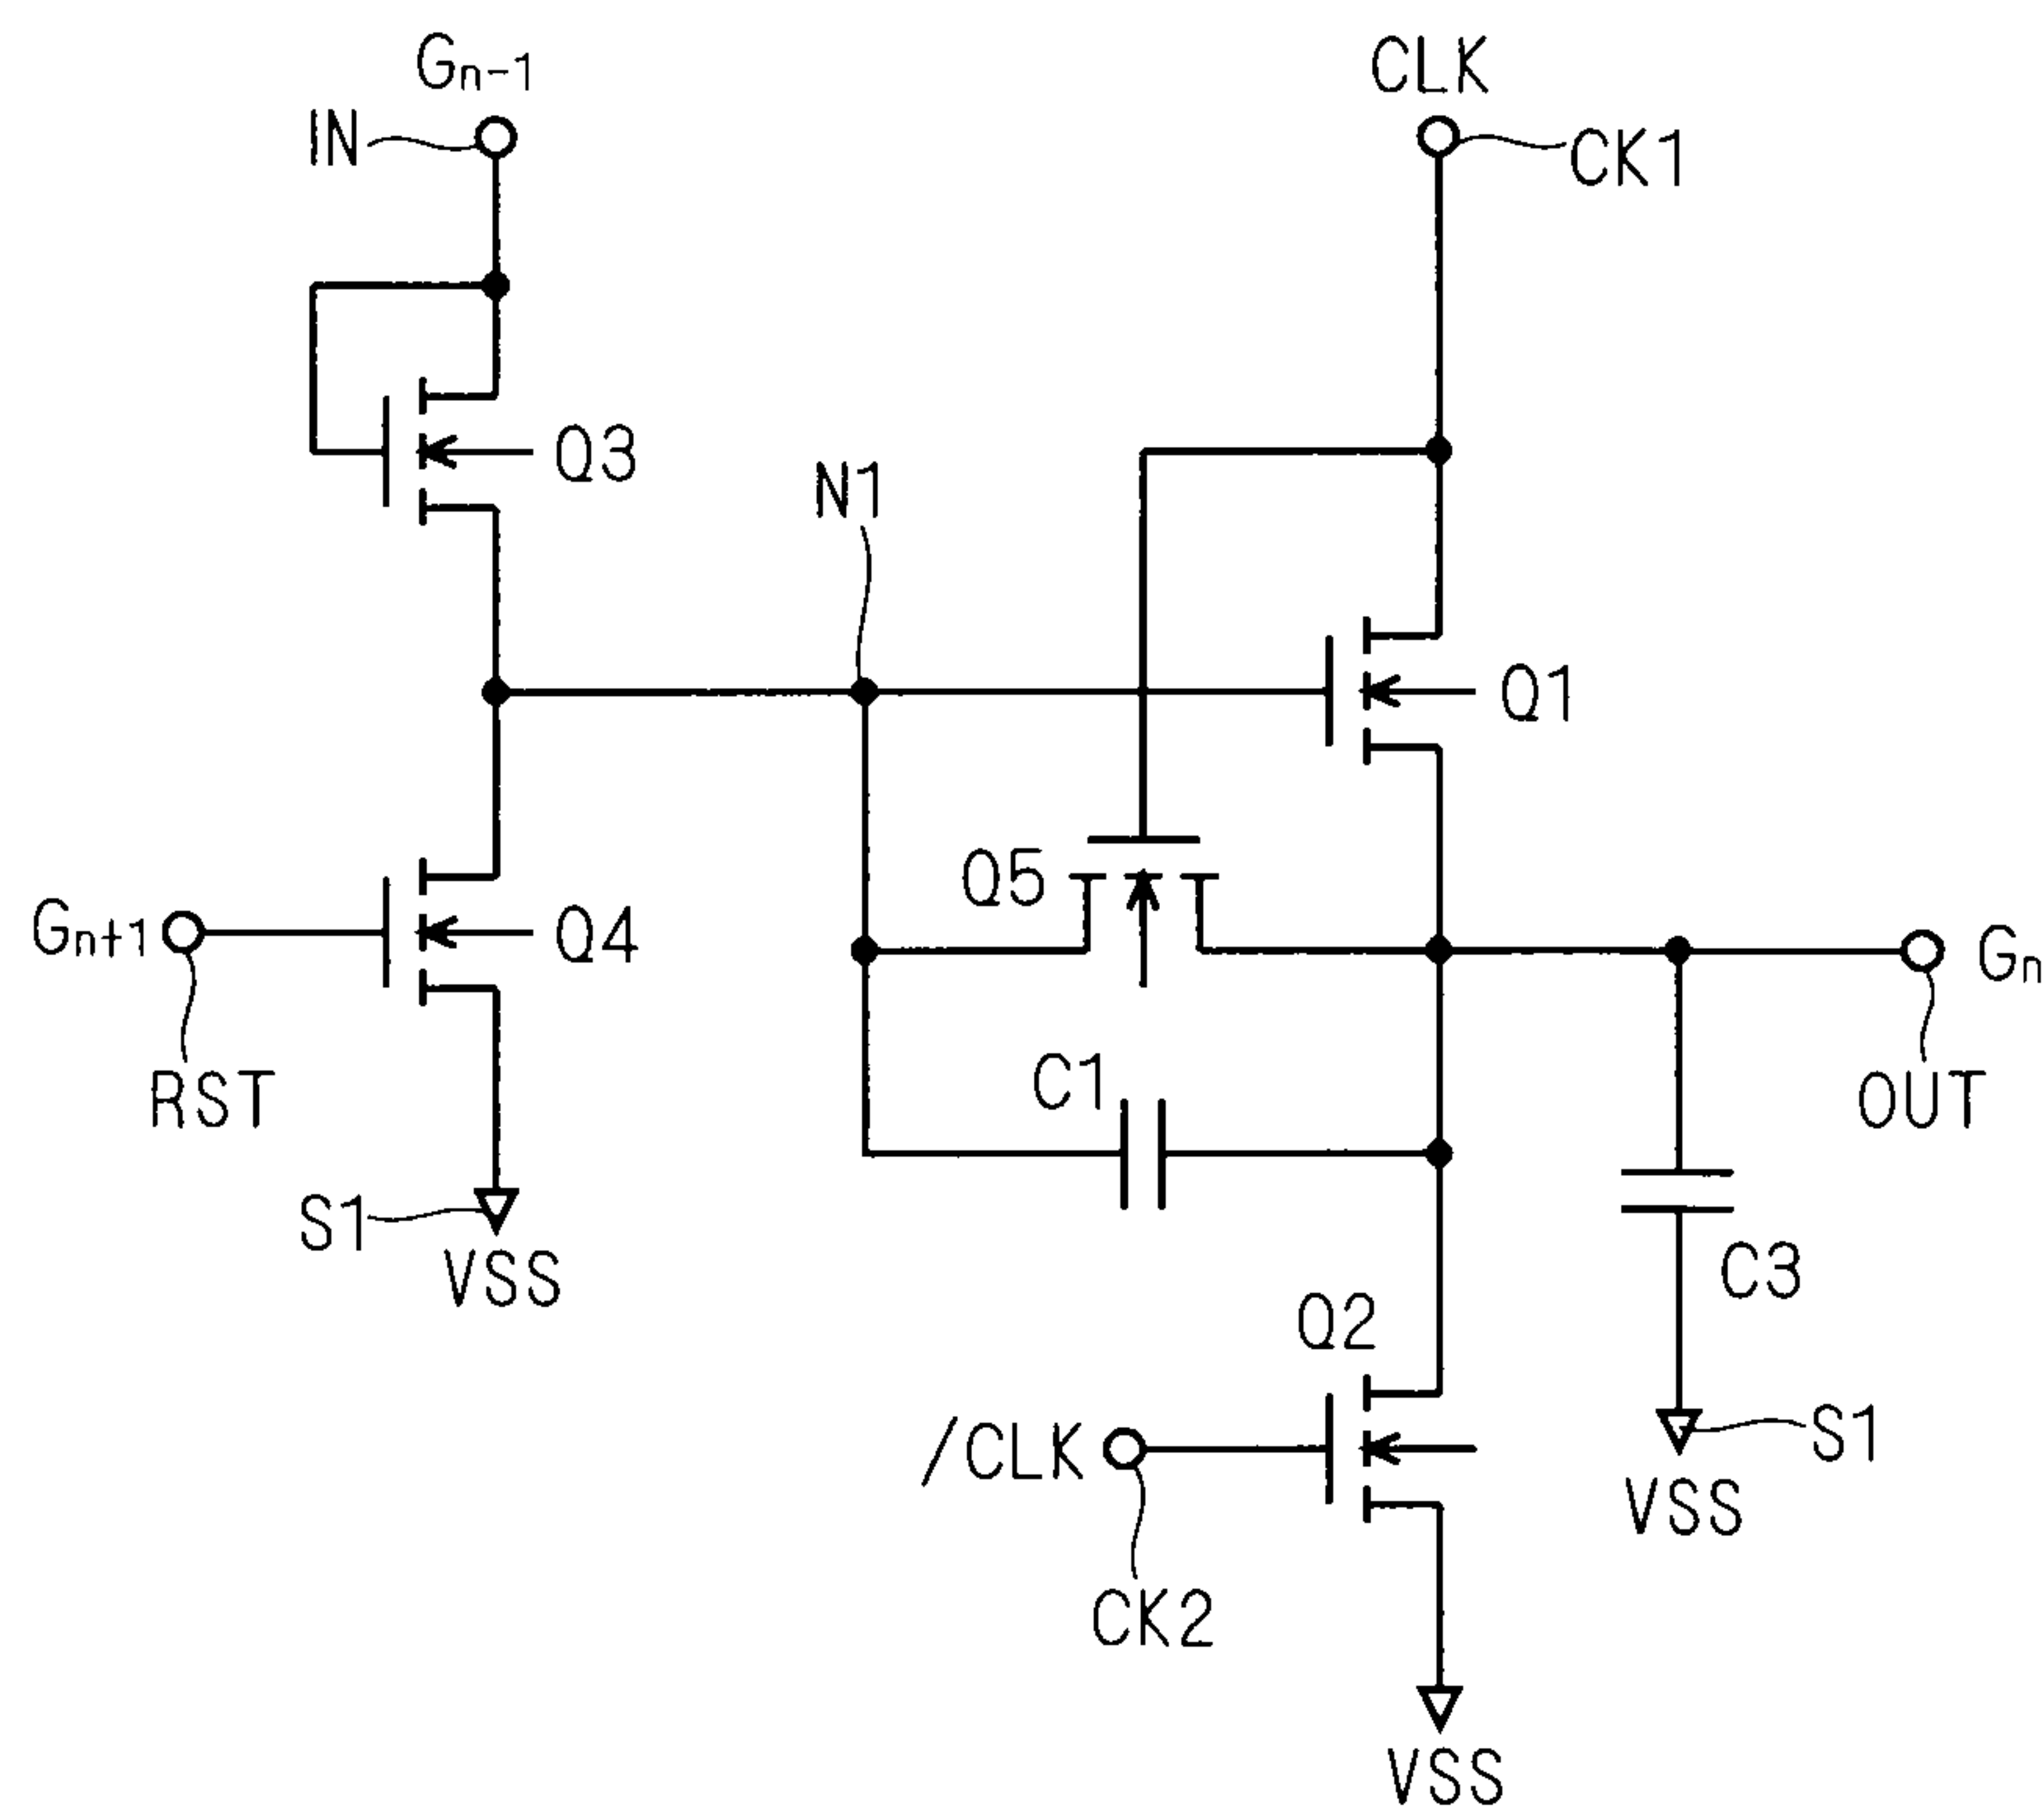 Gn-1
CLK
IN
CK1
Q3
N1
Q1
Q5
Gn+1
Q4
Gn
C1
RST
OUT
S1
VSS
C3
Q2
/CLK
S1
VSS
CK2
VSS